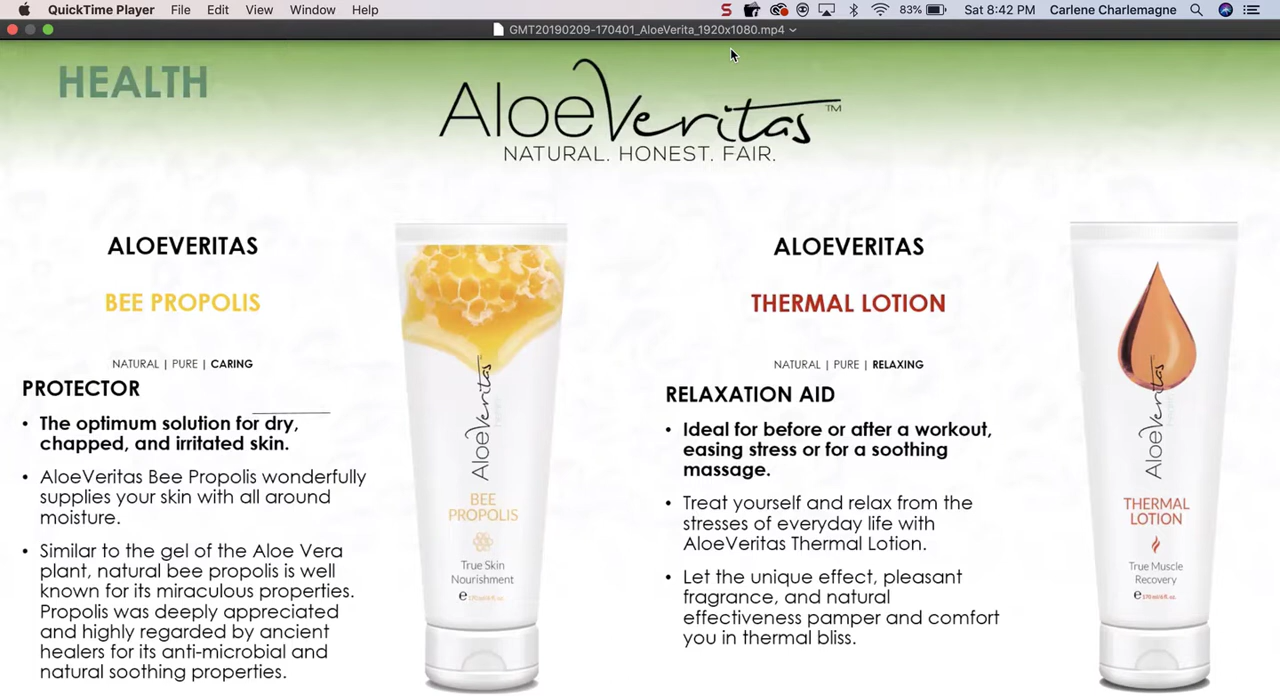 QuickTime Player File Edit View Window Help 83% Sat 8:42 PM Carlene Charlemagne
GMT20190209-170401_AloeVerita_1920x1080.mp4
HEALTH
AloeVeritas™
NATURAL. HONEST. FAIR.
ALOEVERITAS
BEE PROPOLIS
NATURAL | PURE | CARING
PROTECTOR
• The optimum solution for dry,
chapped, and irritated skin.
• AloeVeritas Bee Propolis wonderfully
supplies your skin with all around
moisture.
• Similar to the gel of the Aloe Vera
plant, natural bee propolis is well
known for its miraculous properties.
Propolis was deeply appreciated
and highly regarded by ancient
healers for its anti-microbial and
natural soothing properties.
AloeVeritas
BEE
PROPOLIS
True Skin
Nourishment
ALOEVERITAS
THERMAL LOTION
NATURAL | PURE | RELAXING
RELAXATION AID
• Ideal for before or after a workout,
easing stress or for a soothing
massage.
• Treat yourself and relax from the
stresses of everyday life with
AloeVeritas Thermal Lotion.
• Let the unique effect, pleasant
fragrance, and natural
effectiveness pamper and comfort
you in thermal bliss.
AloeVeritas
THERMAL
LOTION
True Muscle
Recovery